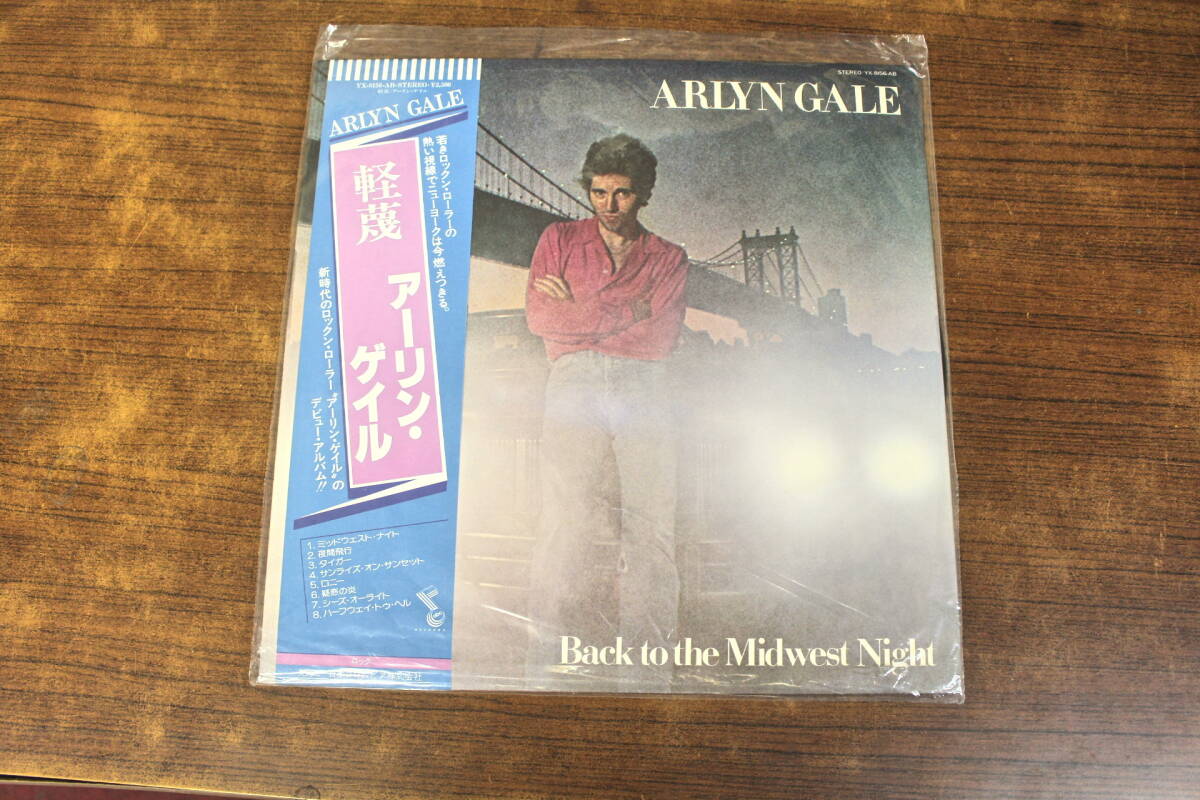 YX-8156-AB・STEREO・¥2,500
ARLYN GALE
若きロックン・ローラーの
熱い視線でニューヨークは今燃えつきる。
軽蔑
アーリン・
ゲイル
新時代のロックン・ローラー“アーリン・ゲイル”の
デビュー・アルバム!!
1. ミッドウェスト・ナイト
2. 夜間飛行
3. タイガー
4. サンライズ・オン・サンセット
5. ロニー
6. 疑惑の炎
7. シーズ・オーライト
8. ハーフウェイ・トゥ・ヘル
ロック
STEREO YX-8156-AB
ARLYN GALE
Back to the Midwest Night